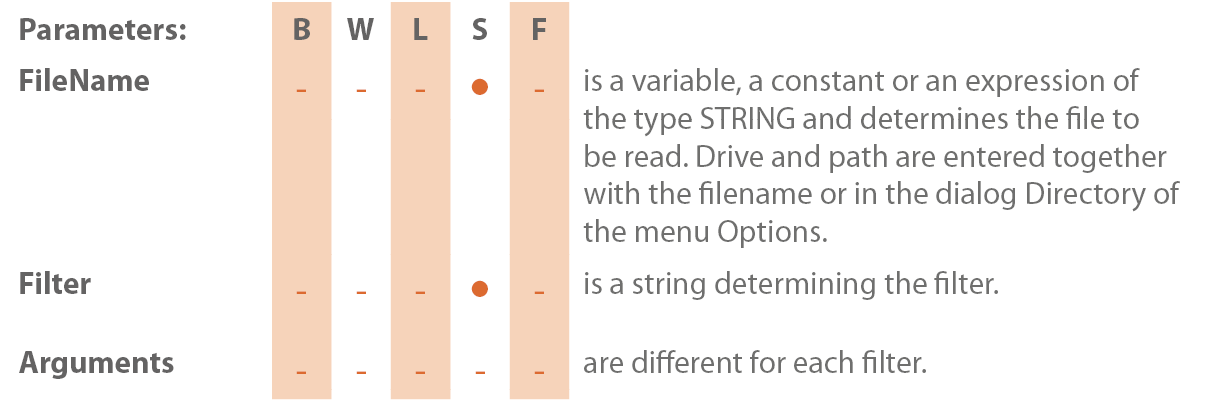 Parameters: B W L S F
FileName - - - ● - is a variable, a constant or an expression of
the type STRING and determines the file to
be read. Drive and path are entered together
with the filename or in the dialog Directory of
the menu Options.
Filter - - - ● - is a string determining the filter.
Arguments - - - - - are different for each filter.